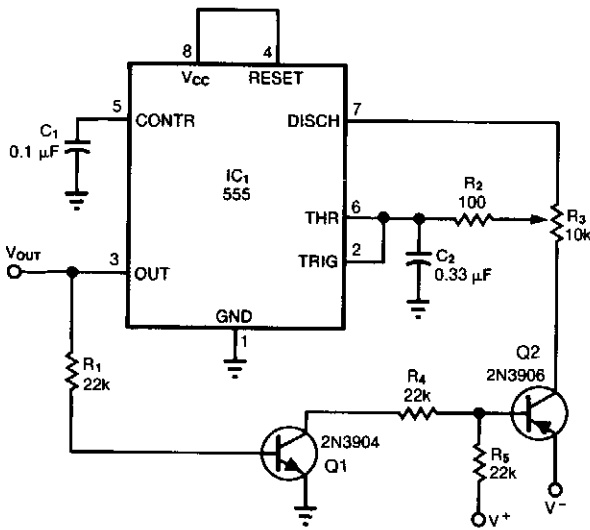 8
4
VCC
RESET
5
CONTR
DISCH
7
C1
0.1 µF
IC1
555
R2
100
R3
10k
THR
6
TRIG
2
C2
0.33 µF
VOUT
3
OUT
GND
1
R1
22k
Q2
2N3906
R4
22k
2N3904
Q1
R5
22k
V+
V-